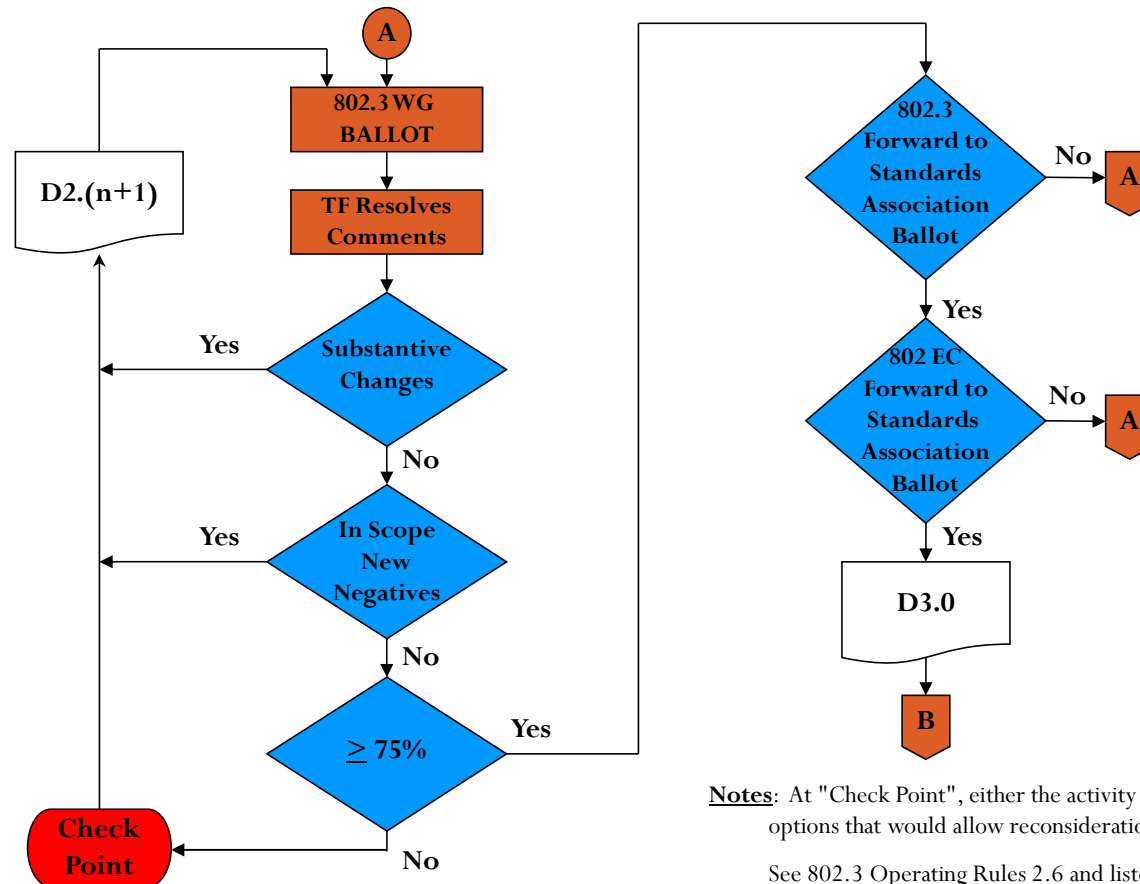 A
802.3 WG
BALLOT
D2.(n+1)
TF Resolves
Comments
Yes
Substantive
Changes
No
Yes
In Scope
New
Negatives
No
≥ 75%
Yes
No
Check
Point
802.3
Forward to
Standards
Association
Ballot
No
A
Yes
802 EC
Forward to
Standards
Association
Ballot
No
A
Yes
D3.0
B
Notes: At "Check Point", either the activity
options that would allow
See 802.3 Operating Rules 2.6 and